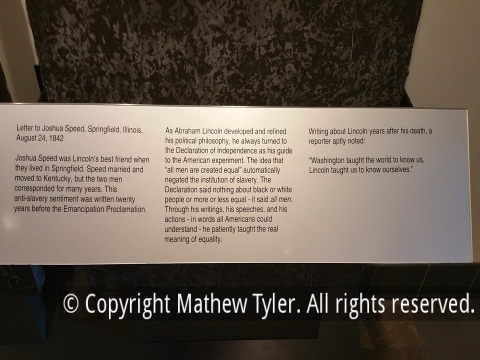 Letter to Joshua Speed, Springfield, Illinois,
August 24, 1842
Joshua Speed was Lincoln's best friend when
they lived in Springfield. Speed married and
moved to Kentucky, but the two men
corresponded for many years. This
anti-slavery sentiment was written twenty
years before the Emancipation Proclamation.
As Abraham Lincoln developed and refined
his political philosophy, he always turned to
the Declaration of Independence as his guide
to the American experiment. The idea that
"all men are created equal" automatically
negated the institution of slavery. The
Declaration said nothing about black or white
people or more or less equal - it said all men.
Through his writings, his speeches, and his
actions - in words all Americans could
understand - he patiently taught the real
meaning of equality.
Writing about Lincoln years after his death, a
reporter aptly noted:
"Washington taught the world to know us,
Lincoln taught us to know ourselves."
© Copyright Mathew Tyler. All rights reserved.